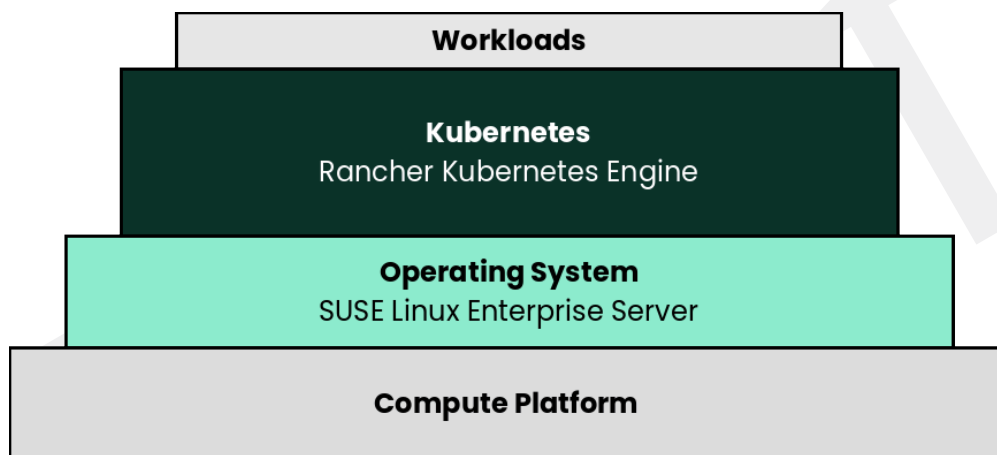 Workloads
Kubernetes
Rancher Kubernetes Engine
Operating System
SUSE Linux Enterprise Server
Compute Platform